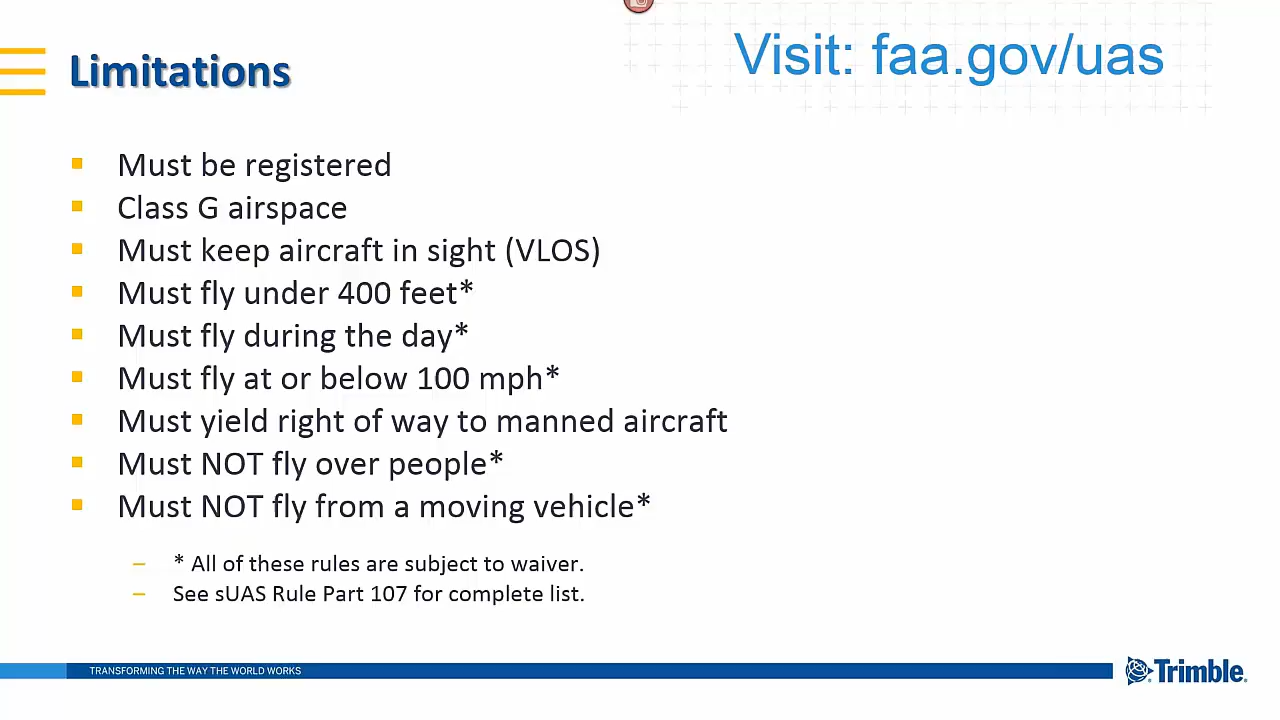 Visit: faa.gov/uas
Limitations
Must be registered
Class G airspace
Must keep aircraft in sight (VLOS)
Must fly under 400 feet*
Must fly during the day*
Must fly at or below 100 mph*
Must yield right of way to manned aircraft
Must NOT fly over people*
Must NOT fly from a moving vehicle*
– * All of these rules are subject to waiver.
– See sUAS Rule Part 107 for complete list.
TRANSFORMING THE WAY THE WORLD WORKS
Trimble